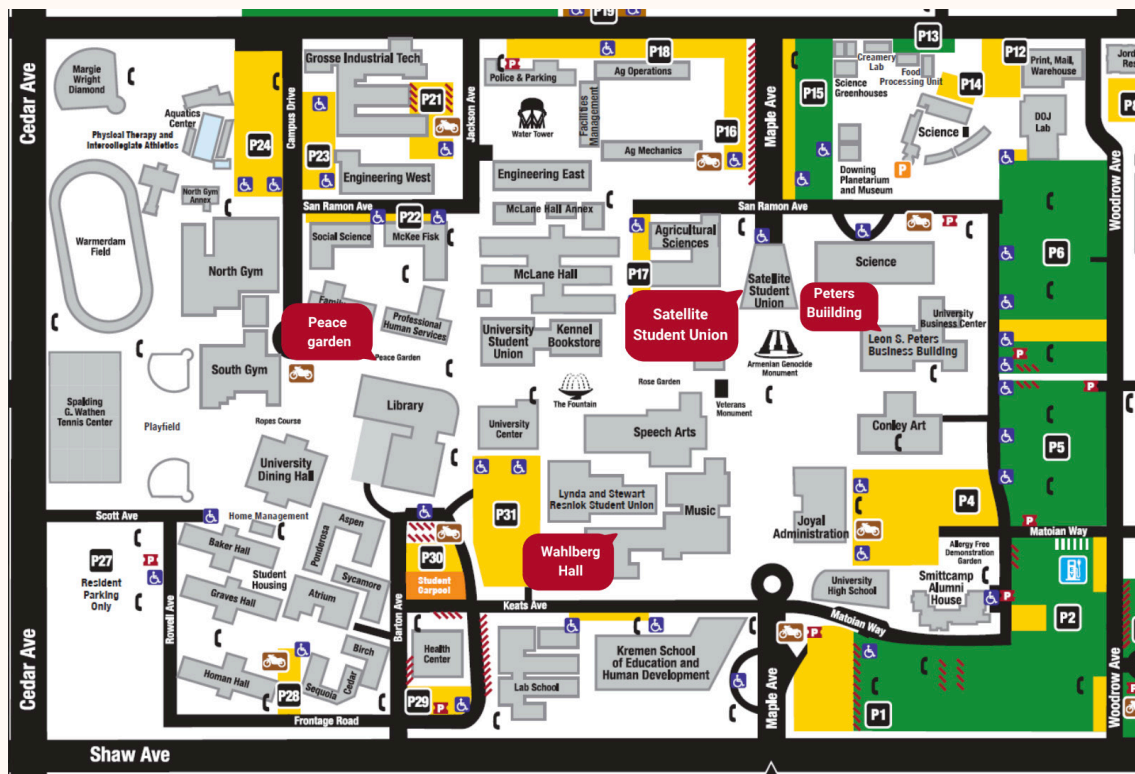 P19
Cedar Ave
Margie
Wright
Diamond
Aquatics
Center
Physical Therapy and
Intercollegiate Athletics
P24
Campus Drive
Grosse Industrial Tech
P21
P23
Engineering West
Jackson Ave
P
Police & Parking
Water Tower
P18
Ag Operations
Facilities
Management
Ag Mechanics
P16
Engineering East
Maple Ave
P15
P13
Creamery
Lab
Food
Processing Unit
Science
Greenhouses
P14
P12
Print, Mail,
Warehouse
Science II
DOJ
Lab
Downing
Planetarium
and Museum
P
Woodrow Ave
San Ramon Ave
P22
San Ramon Ave
P
North Gym
Annex
Warmerdam
Field
North Gym
Social Science
McKee Fisk
McLane Hall Annex
McLane Hall
Agricultural
Sciences
P17
Satellite
Student
Union
Science
P6
Professional
Human Services
Peace
garden
Peace Garden
University
Student
Union
Kennel
Bookstore
Satellite
Student Union
Peters
Buiilding
University
Business Center
Leon S. Peters
Business Building
Armenian Genocide
Monument
P
South Gym
Spalding
G. Wathen
Tennis Center
Playfield
Ropes Course
Library
The Fountain
Rose Garden
Veterans
Monument
University
Center
Speech Arts
Conley Art
P5
University
Dining Hall
P31
Lynda and Stewart
Resniok Student Union
Music
Joyal
Administration
P4
P
Matoian Way
Scott Ave
Home Management
Aspen
Ponderosa
Baker Hall
P27
P
Resident
Parking
Only
Student
Housing
Sycamore
Graves Hall
Atrium
P30
Student
Carpool
Wahlberg
Hall
Allergy Free
Demonstration
Garden
University
High School
Smittcamp
Alumni
House
P
P2
Rowell Ave
Barton Ave
Keats Ave
Matoian Way
Birch
Health
Center
Kremen School
of Education and
Human Development
P
Cedar Ave
Homan Hall
P28
Sequoia
Cedar
P29
P
Lab School
Maple Ave
P1
Woodrow Ave
Frontage Road
Shaw Ave